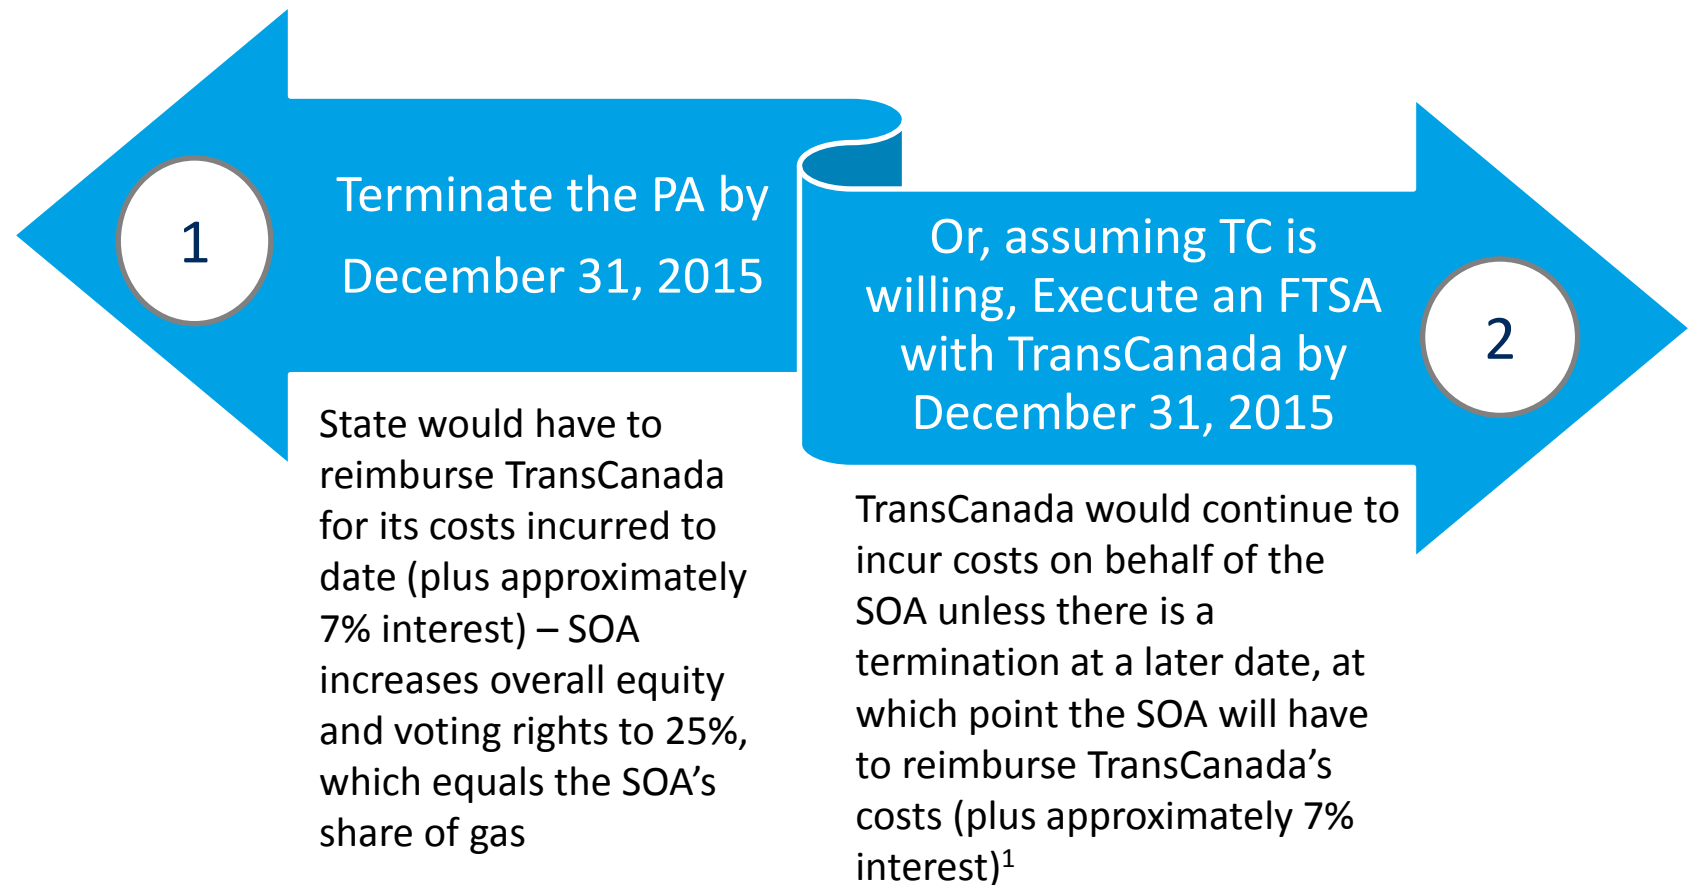 1
Terminate the PA by
December 31, 2015
State would have to
reimburse TransCanada
for its costs incurred to
date (plus approximately
7% interest) – SOA
increases overall equity
and voting rights to 25%,
which equals the SOA’s
share of gas
Or, assuming TC is
willing, Execute an FTSA
with TransCanada by
December 31, 2015
2
TransCanada would continue to
incur costs on behalf of the
SOA unless there is a
termination at a later date, at
which point the SOA will have
to reimburse TransCanada’s
costs (plus approximately 7%
interest)¹